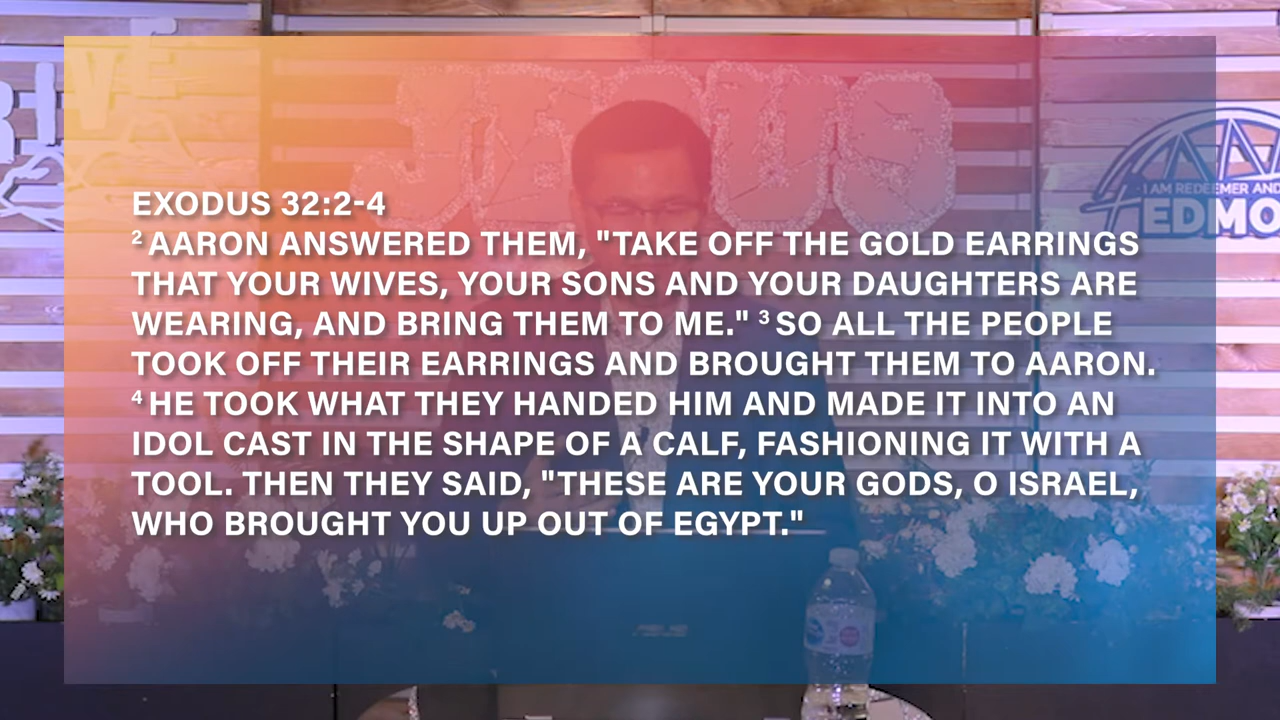 JESUS
RIVE
I AM REDEEMER AND
EDMO
EXODUS 32:2-4
² AARON ANSWERED THEM, "TAKE OFF THE GOLD EARRINGS
THAT YOUR WIVES, YOUR SONS AND YOUR DAUGHTERS ARE
WEARING, AND BRING THEM TO ME." ³ SO ALL THE PEOPLE
TOOK OFF THEIR EARRINGS AND BROUGHT THEM TO AARON.
⁴ HE TOOK WHAT THEY HANDED HIM AND MADE IT INTO AN
IDOL CAST IN THE SHAPE OF A CALF, FASHIONING IT WITH A
TOOL. THEN THEY SAID, "THESE ARE YOUR GODS, O ISRAEL,
WHO BROUGHT YOU UP OUT OF EGYPT."